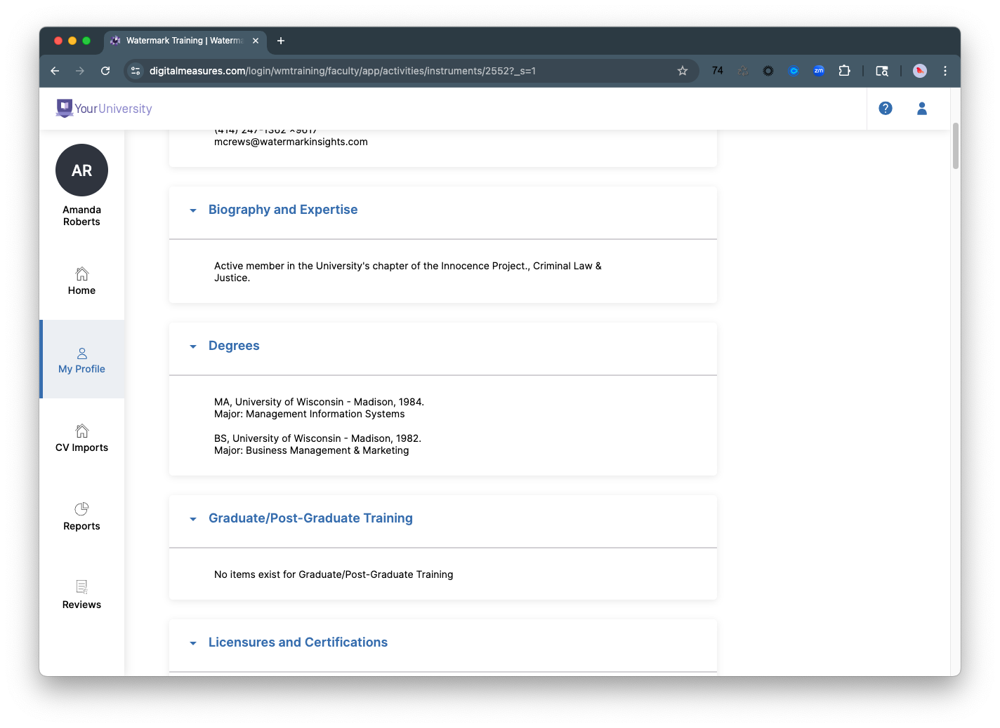 Watermark Training | Waterma
digitalmeasures.com/login/wmtraining/faculty/app/activities/instruments/2552?_s=1
74
zm
YourUniversity
?
(414) 247-1362 x9617
mcrews@watermarkinsights.com
AR
Amanda
Roberts
Home
My Profile
CV Imports
Reports
Reviews
Biography and Expertise
Active member in the University's chapter of the Innocence Project., Criminal Law &
Justice.
Degrees
MA, University of Wisconsin - Madison, 1984.
Major: Management Information Systems
BS, University of Wisconsin - Madison, 1982.
Major: Business Management & Marketing
Graduate/Post-Graduate Training
No items exist for Graduate/Post-Graduate Training
Licensures and Certifications